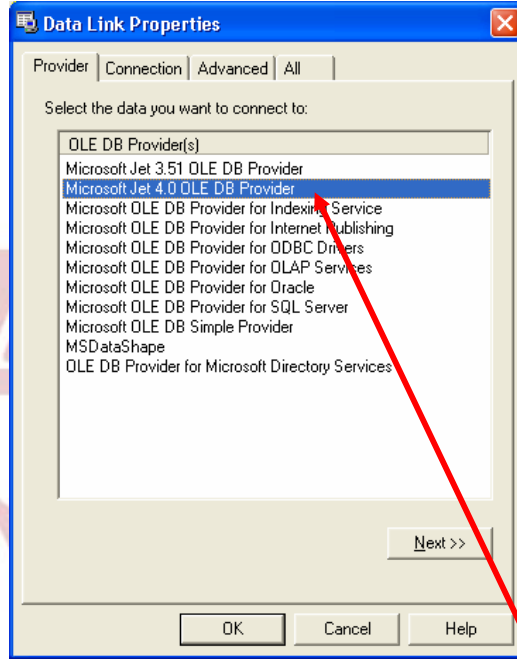 Data Link Properties
Provider Connection Advanced All
Select the data you want to connect to:
OLE DB Provider(s)
Microsoft Jet 3.51 OLE DB Provider
Microsoft Jet 4.0 OLE DB Provider
Microsoft OLE DB Provider for Indexing Service
Microsoft OLE DB Provider for Internet Publishing
Microsoft OLE DB Provider for ODBC Drivers
Microsoft OLE DB Provider for OLAP Services
Microsoft OLE DB Provider for Oracle
Microsoft OLE DB Provider for SQL Server
Microsoft OLE DB Simple Provider
MSDataShape
OLE DB Provider for Microsoft Directory Services
Next >>
OK Cancel Help